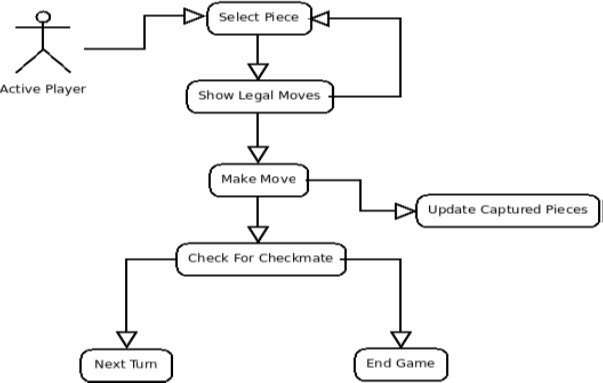 Select Piece
Active Player
Show Legal Moves
Make Move
Update Captured Pieces
Check For Checkmate
Next Turn
End Game